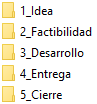 1_Idea
2_Factibilidad
3_Desarrollo
4_Entrega
5_Cierre